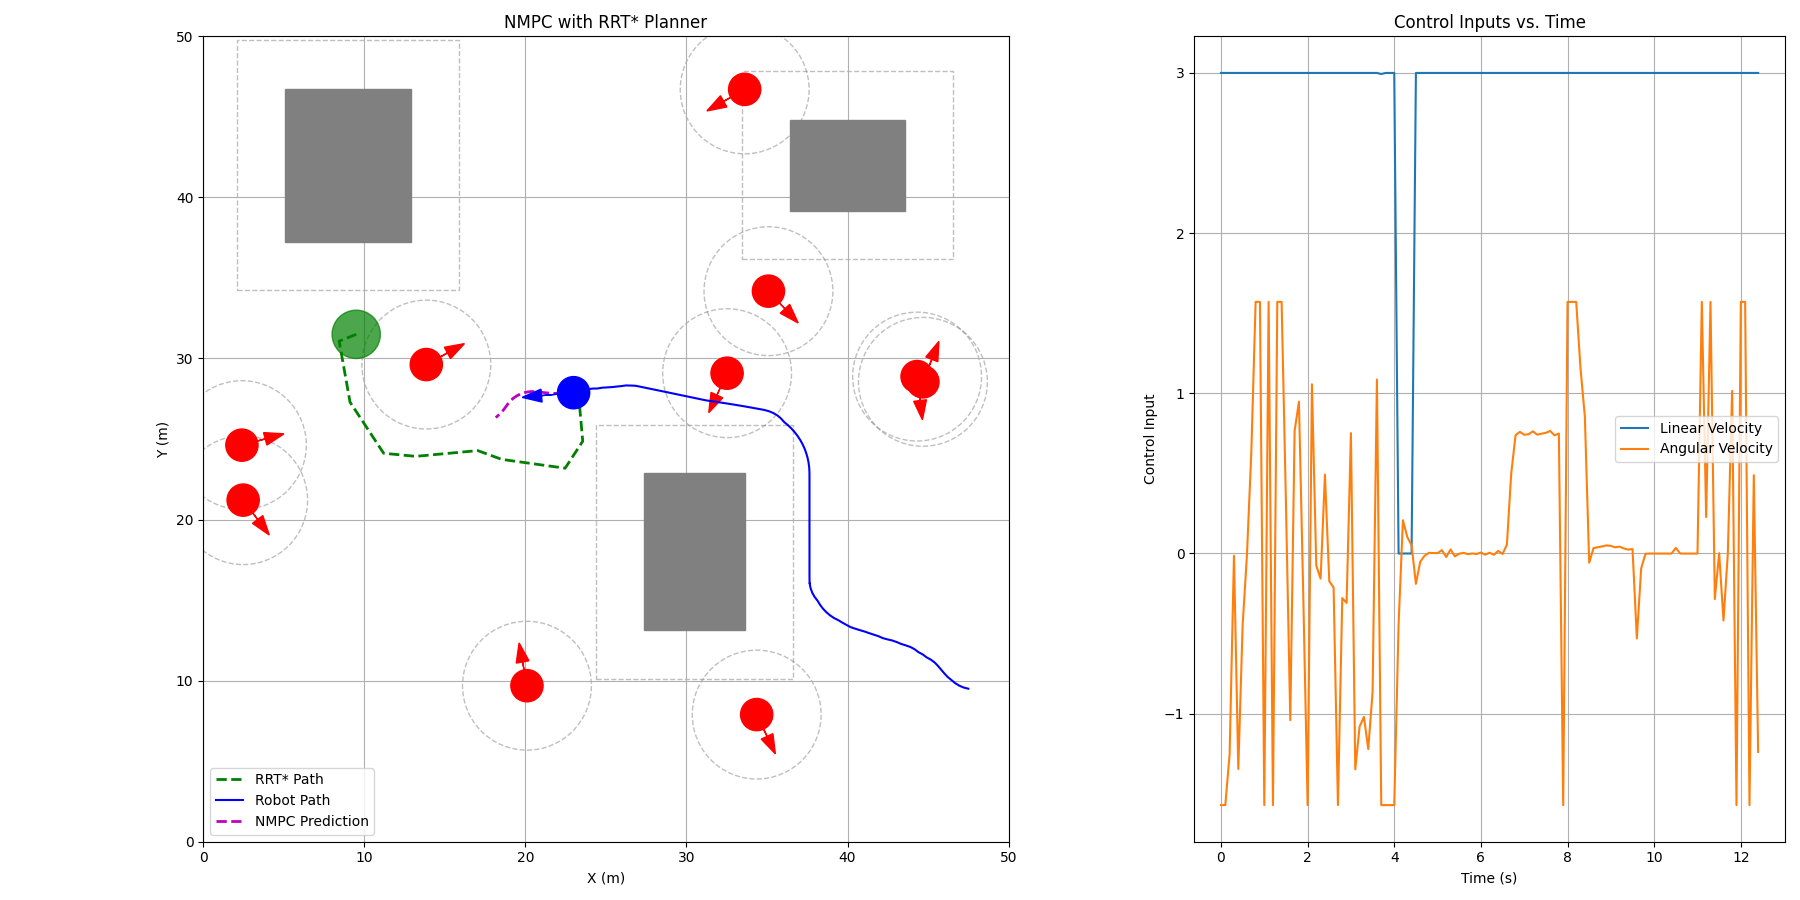 NMPC with RRT* Planner
50
40
30
20
10
0
Y (m)
0 10 20 30 40 50
X (m)
RRT* Path
Robot Path
NMPC Prediction
Control Inputs vs. Time
3
2
1
0
−1
Control Input
0 2 4 6 8 10 12
Time (s)
Linear Velocity
Angular Velocity